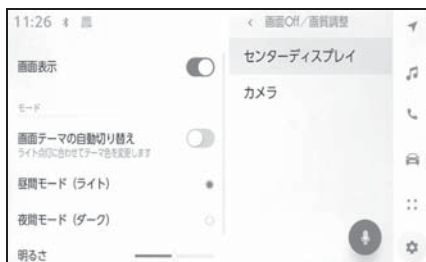 11:26
画面表示
モード
画面テーマの自動切り替え
ライト点灯に合わせてテーマ色を変更します
昼間モード（ライト）
夜間モード（ダーク）
明るさ
< 画面Off／画質調整
センターディスプレイ
カメラ